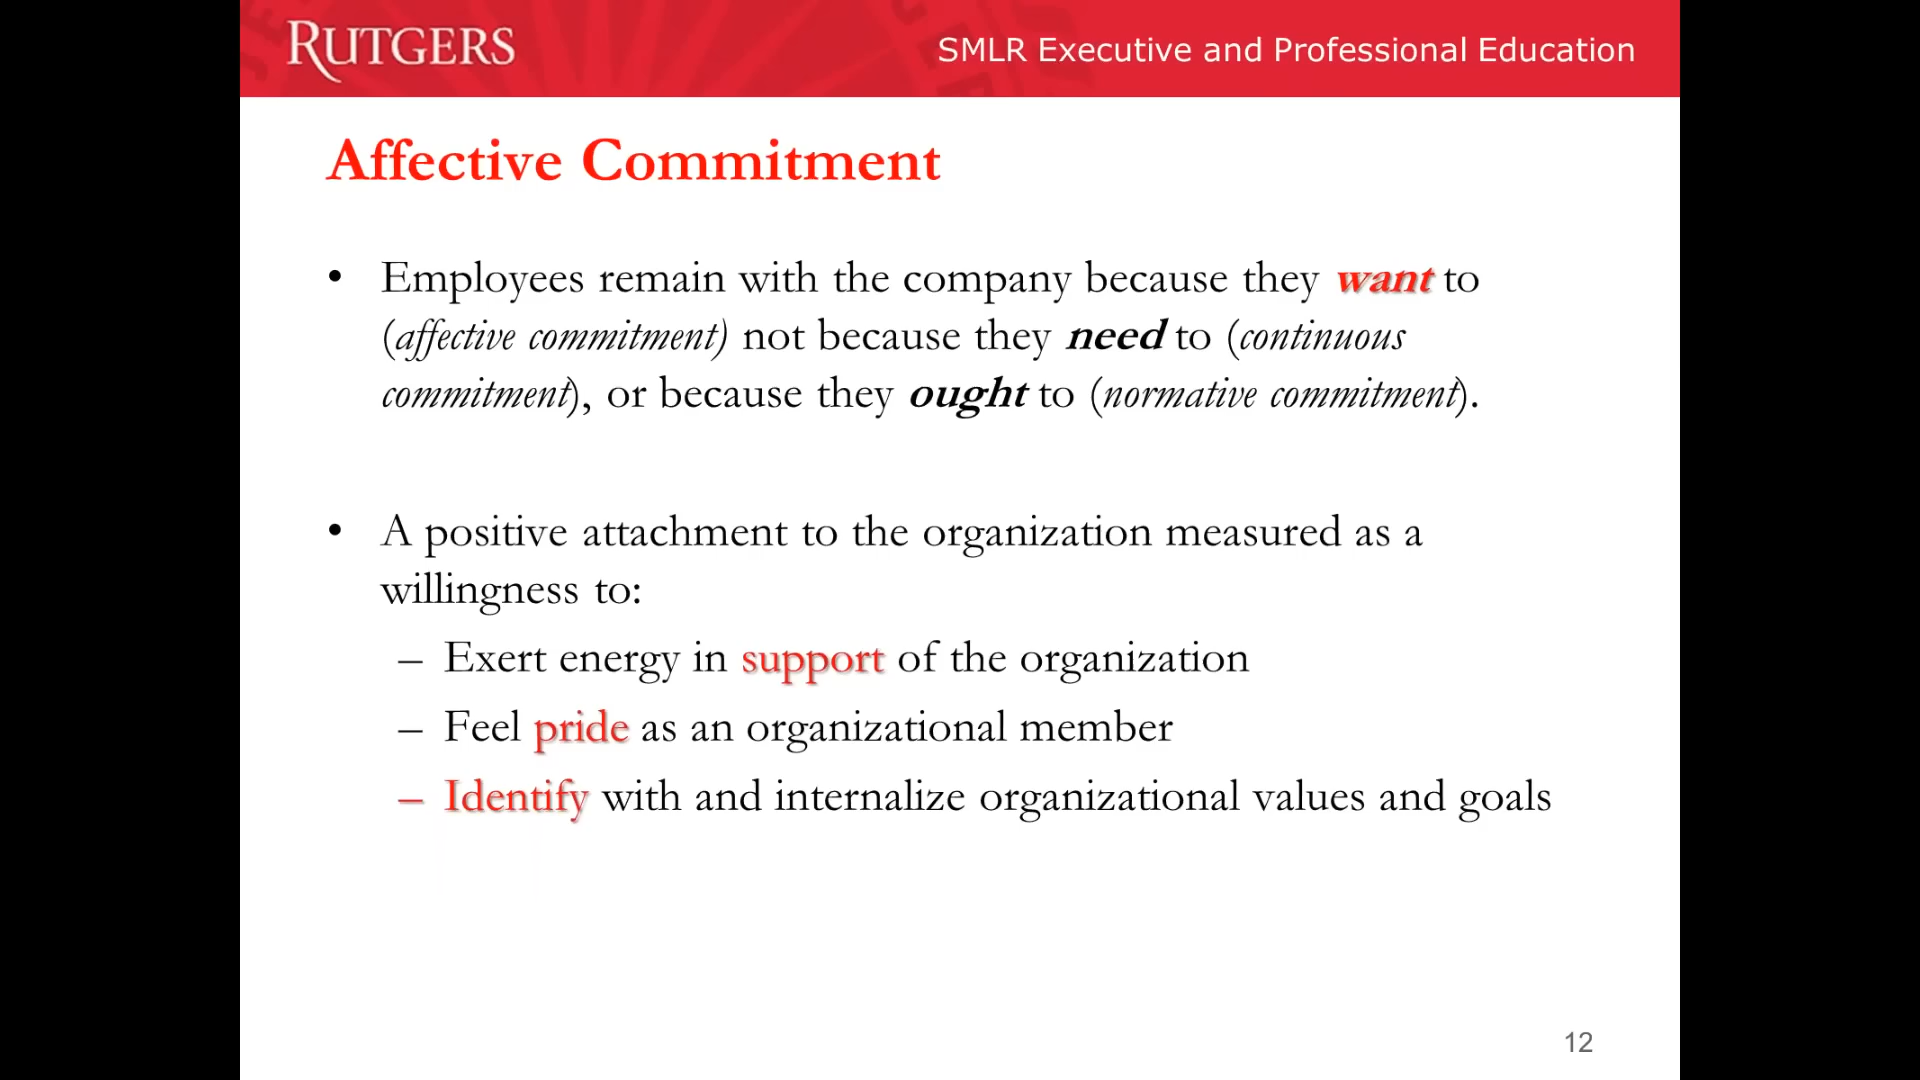 RUTGERS
SMLR Executive and Professional Education
Affective Commitment
• Employees remain with the company because they want to
(affective commitment) not because they need to (continuous
commitment), or because they ought to (normative commitment).
• A positive attachment to the organization measured as a
willingness to:
– Exert energy in support of the organization
– Feel pride as an organizational member
– Identify with and internalize organizational values and goals
12